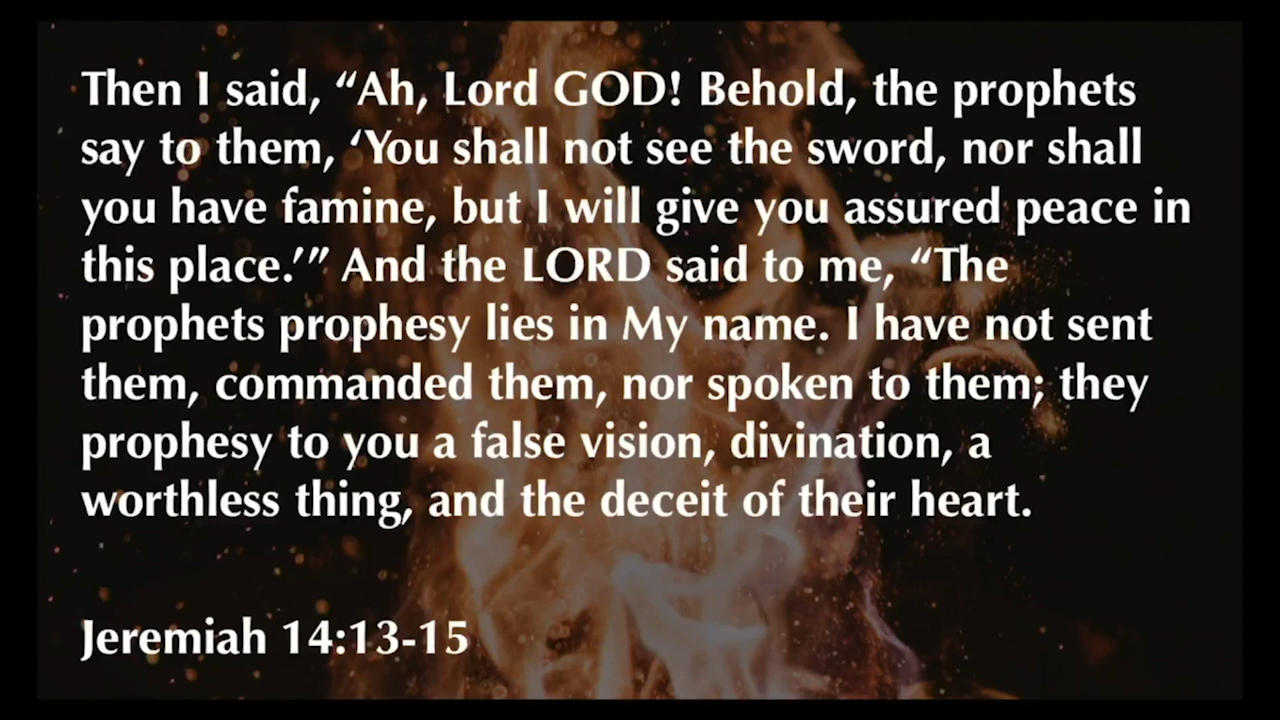 Then I said, “Ah, Lord GOD! Behold, the prophets
say to them, ‘You shall not see the sword, nor shall
you have famine, but I will give you assured peace in
this place.’” And the LORD said to me, “The
prophets prophesy lies in My name. I have not sent
them, commanded them, nor spoken to them; they
prophesy to you a false vision, divination, a
worthless thing, and the deceit of their heart.
Jeremiah 14:13-15